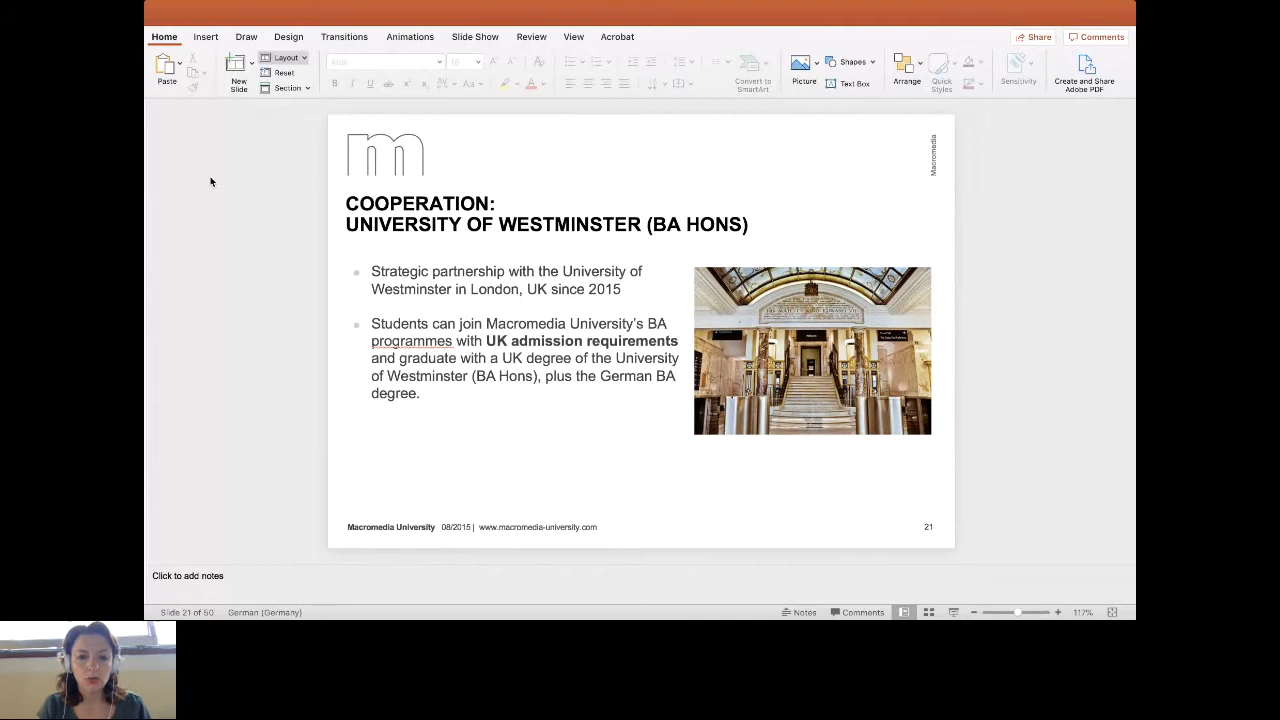 Home Insert Draw Design Transitions Animations Slide Show Review View Acrobat Share Comments
Paste New Slide Layout Reset Section Convert to SmartArt Picture Shapes Text Box Arrange Quick Styles Sensitivity Create and Share Adobe PDF
m
Macromedia
COOPERATION:
UNIVERSITY OF WESTMINSTER (BA HONS)
Strategic partnership with the University of
Westminster in London, UK since 2015
Students can join Macromedia University's BA
programmes with UK admission requirements
and graduate with a UK degree of the University
of Westminster (BA Hons), plus the German BA
degree.
Macromedia University 08/2015 | www.macromedia-university.com 21
Click to add notes
Slide 21 of 50 German (Germany) Notes Comments 117%